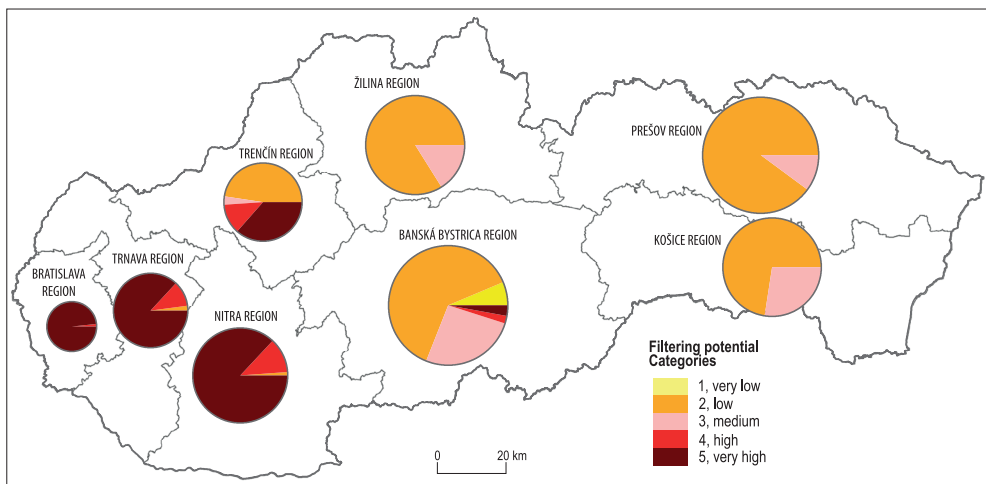 ŽILINA REGION
PREŠOV REGION
TRENČÍN REGION
BANSKÁ BYSTRICA REGION
KOŠICE REGION
TRNAVA REGION
BRATISLAVA
REGION
NITRA REGION
Filtering potential
Categories
1, very low
2, low
3, medium
4, high
5, very high
0 20 km